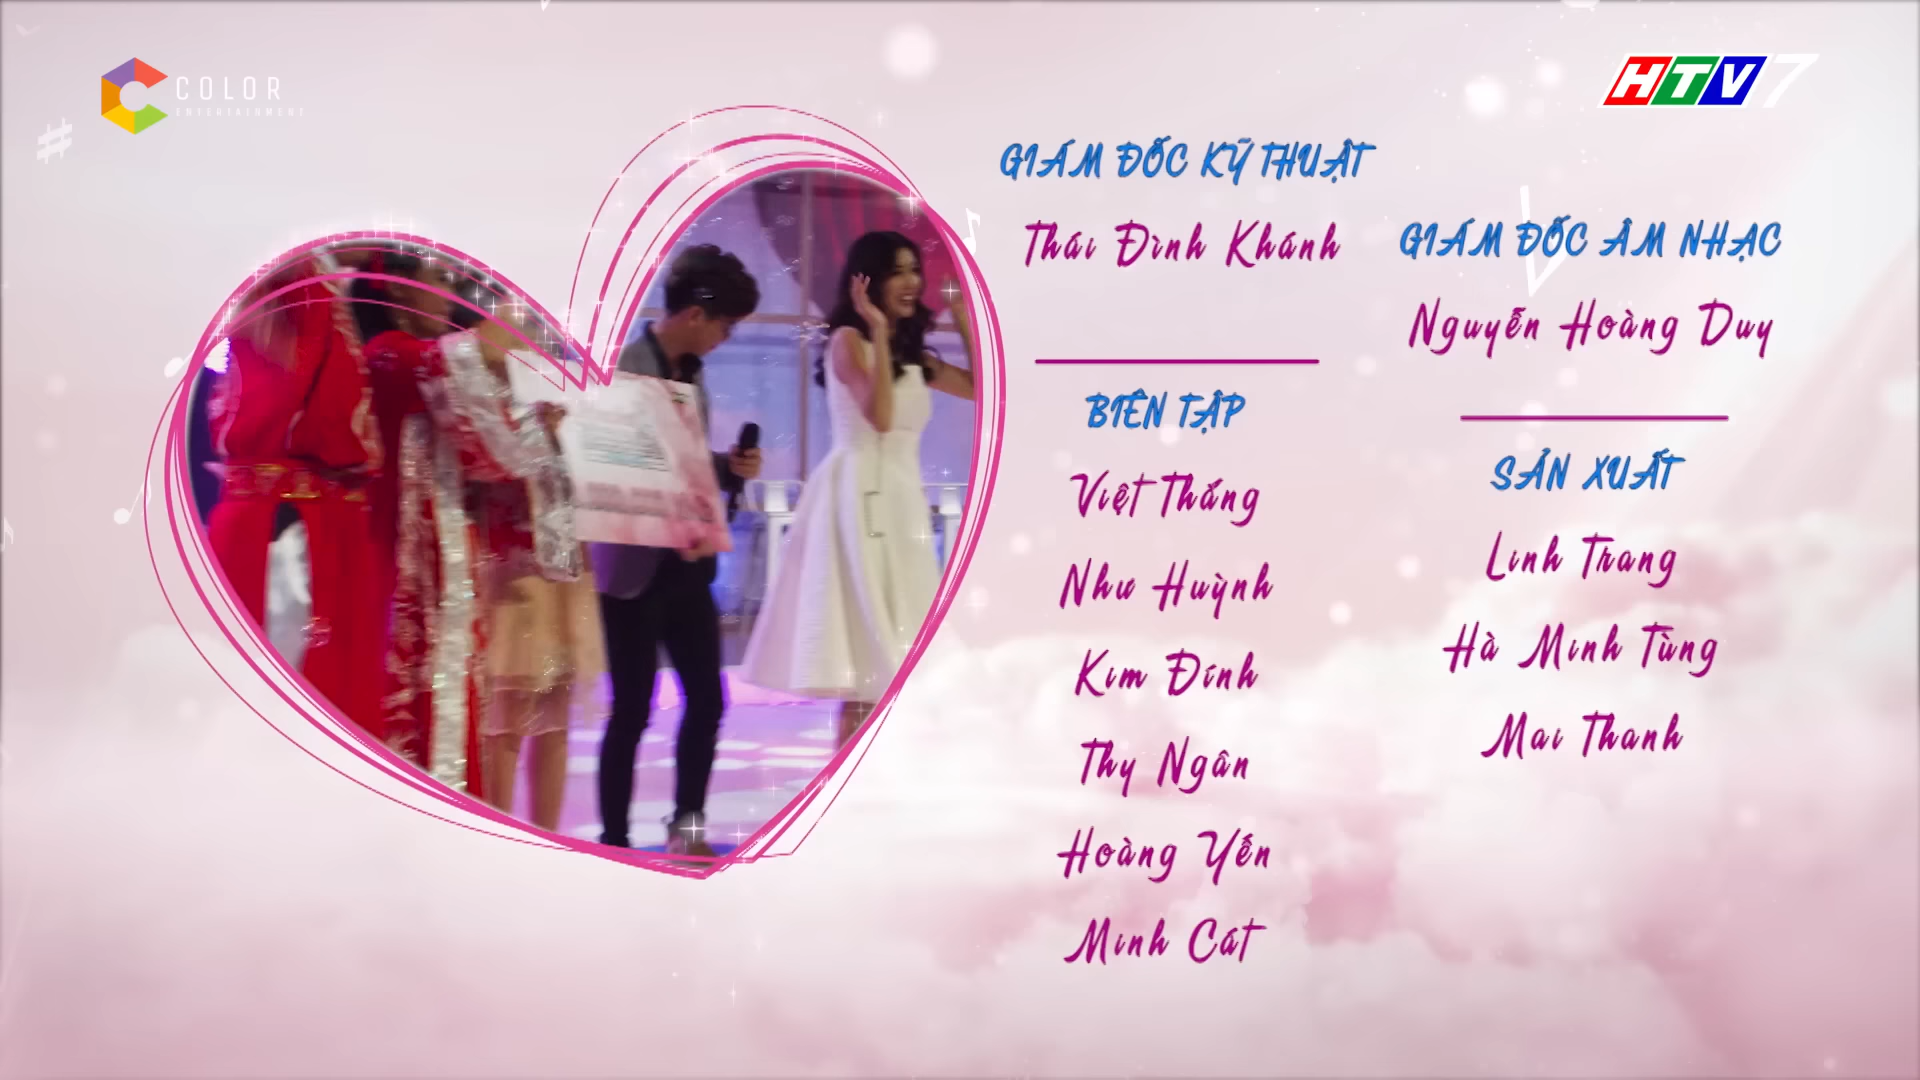 COLOR
ENTERTAINMENT
HTV7
GIÁM ĐỐC KỸ THUẬT
Thái Đình Khánh
BIÊN TẬP
Việt Thắng
Như Huỳnh
Kim Đính
Thy Ngân
Hoàng Yến
Minh Cát
GIÁM ĐỐC ÂM NHẠC
Nguyễn Hoàng Duy
SẢN XUẤT
Linh Trang
Hà Minh Tùng
Mai Thanh